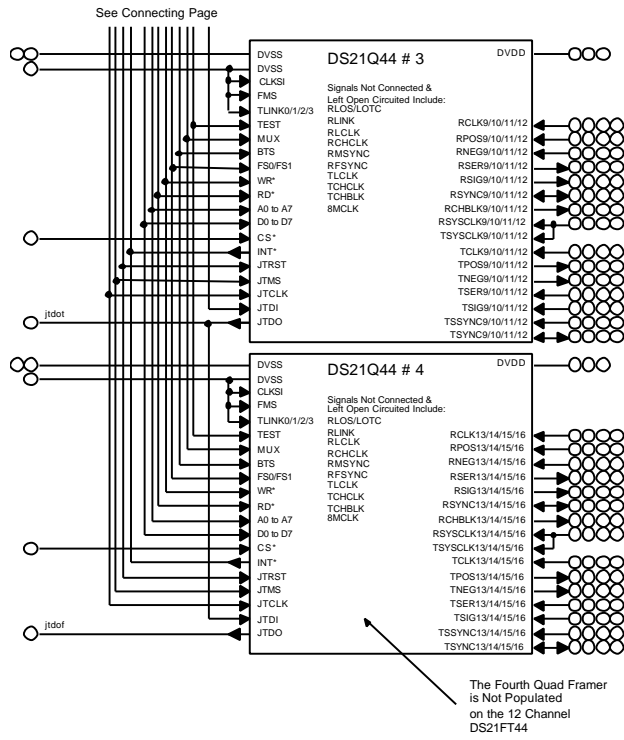 See Connecting Page
DS21Q44 # 3
DVSS
DVSS
CLKSI
FMS
TLINK0/1/2/3
TEST
MUX
BTS
FS0/FS1
WR*
RD*
A0 to A7
D0 to D7
CS*
INT*
JTRST
JTMS
JTCLK
JTDI
JTDO
jtdot
Signals Not Connected &
Left Open Circuited Include:
RLOS/LOTC
RLINK
RLCLK
RCHCLK
RMSYNC
RFSYNC
TLCLK
TCHCLK
TCHBLK
8MCLK
DVDD
RCLK9/10/11/12
RPOS9/10/11/12
RNEG9/10/11/12
RSER9/10/11/12
RSIG9/10/11/12
RSYNC9/10/11/12
RCHBLK9/10/11/12
RSYSCLK9/10/11/12
TSYSCLK9/10/11/12
TCLK9/10/11/12
TPOS9/10/11/12
TNEG9/10/11/12
TSER9/10/11/12
TSIG9/10/11/12
TSSYNC9/10/11/12
TSYNC9/10/11/12
DS21Q44 # 4
DVSS
DVSS
CLKSI
FMS
TLINK0/1/2/3
TEST
MUX
BTS
FS0/FS1
WR*
RD*
A0 to A7
D0 to D7
CS*
INT*
JTRST
JTMS
JTCLK
JTDI
JTDO
jtdof
Signals Not Connected &
Left Open Circuited Include:
RLOS/LOTC
RLINK
RLCLK
RCHCLK
RMSYNC
RFSYNC
TLCLK
TCHCLK
TCHBLK
8MCLK
DVDD
RCLK13/14/15/16
RPOS13/14/15/16
RNEG13/14/15/16
RSER13/14/15/16
RSIG13/14/15/16
RSYNC13/14/15/16
RCHBLK13/14/15/16
RSYSCLK13/14/15/16
TSYSCLK13/14/15/16
TCLK13/14/15/16
TPOS13/14/15/16
TNEG13/14/15/16
TSER13/14/15/16
TSIG13/14/15/16
TSSYNC13/14/15/16
TSYNC13/14/15/16
The Fourth Quad Framer
is Not Populated
on the 12 Channel
DS21FT44